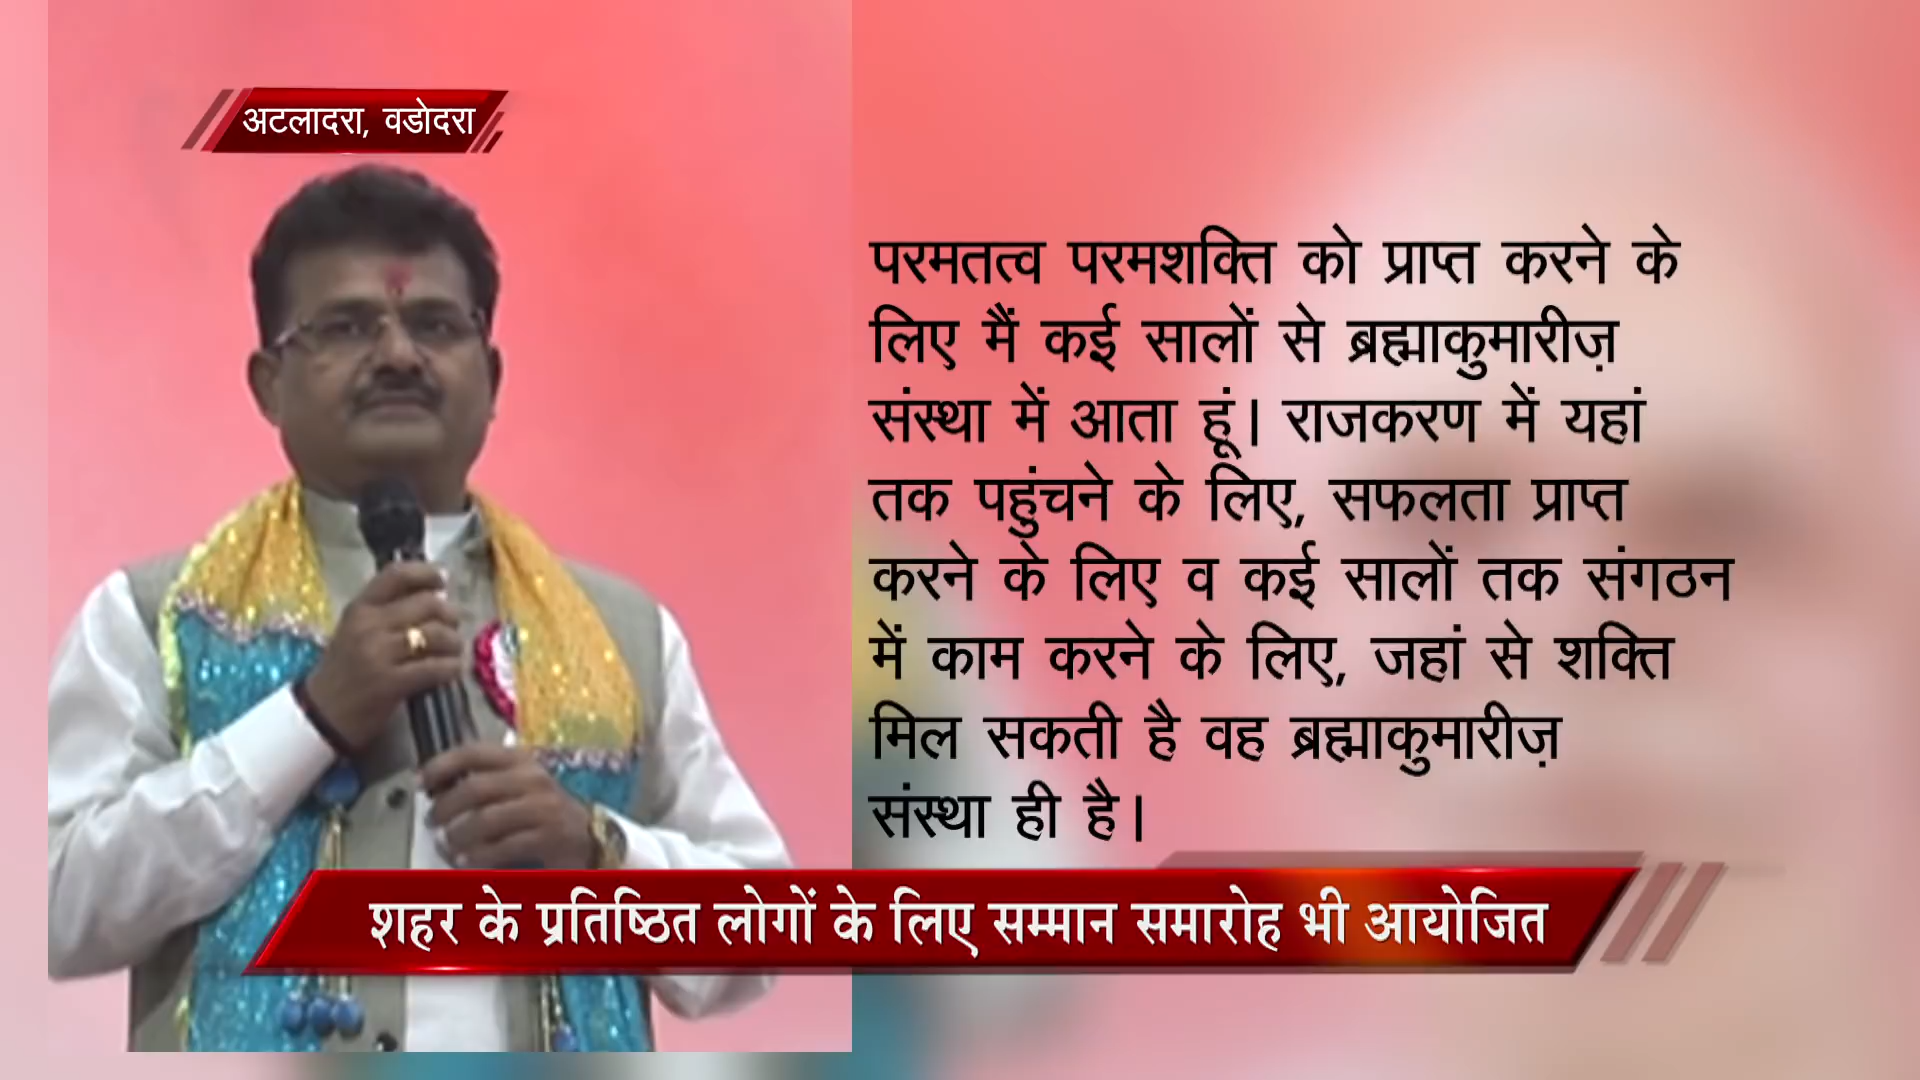 अटलादरा, वडोदरा
परमतत्व परमशक्ति को प्राप्त करने के
लिए मैं कई सालों से ब्रह्माकुमारीज़
संस्था में आता हूं। राजकरण में यहां
तक पहुंचने के लिए, सफलता प्राप्त
करने के लिए व कई सालों तक संगठन
में काम करने के लिए, जहां से शक्ति
मिल सकती है वह ब्रह्माकुमारीज़
संस्था ही है।
शहर के प्रतिष्ठित लोगों के लिए सम्मान समारोह भी आयोजित